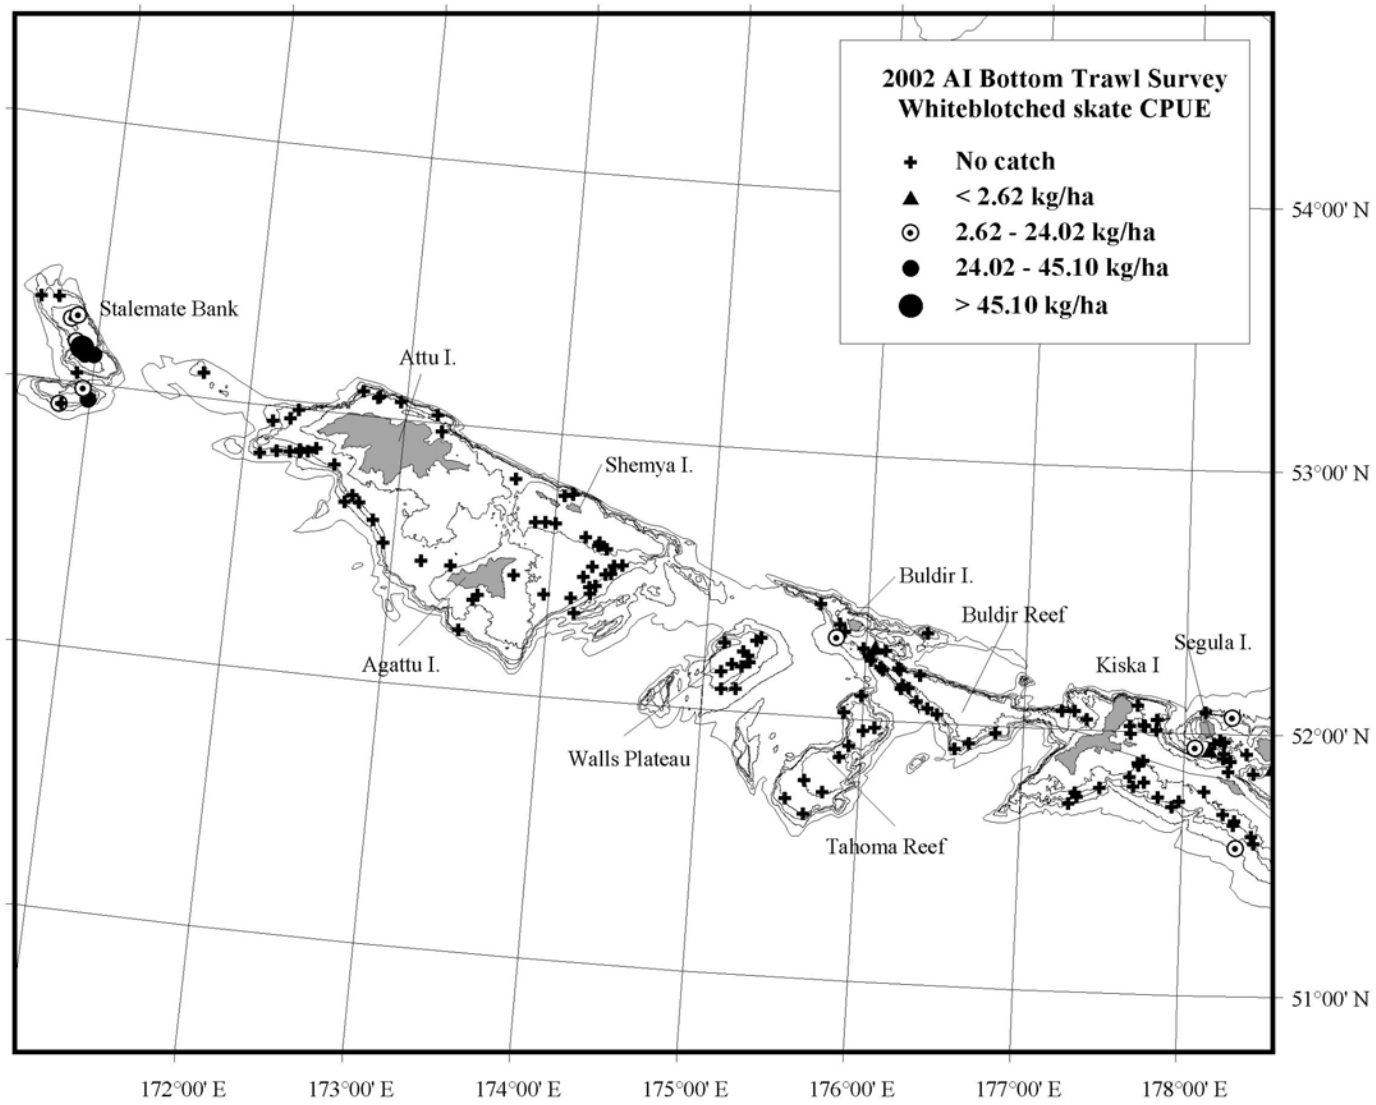 2002 AI Bottom Trawl Survey
Whiteblotched skate CPUE
No catch
< 2.62 kg/ha
2.62 - 24.02 kg/ha
24.02 - 45.10 kg/ha
> 45.10 kg/ha
54°00' N
Stalemate Bank
Attu I.
Shemya I.
53°00' N
Buldir I.
Buldir Reef
Segula I.
Agattu I.
Kiska I
52°00' N
Walls Plateau
Tahoma Reef
51°00' N
172°00' E 173°00' E 174°00' E 175°00' E 176°00' E 177°00' E 178°00' E